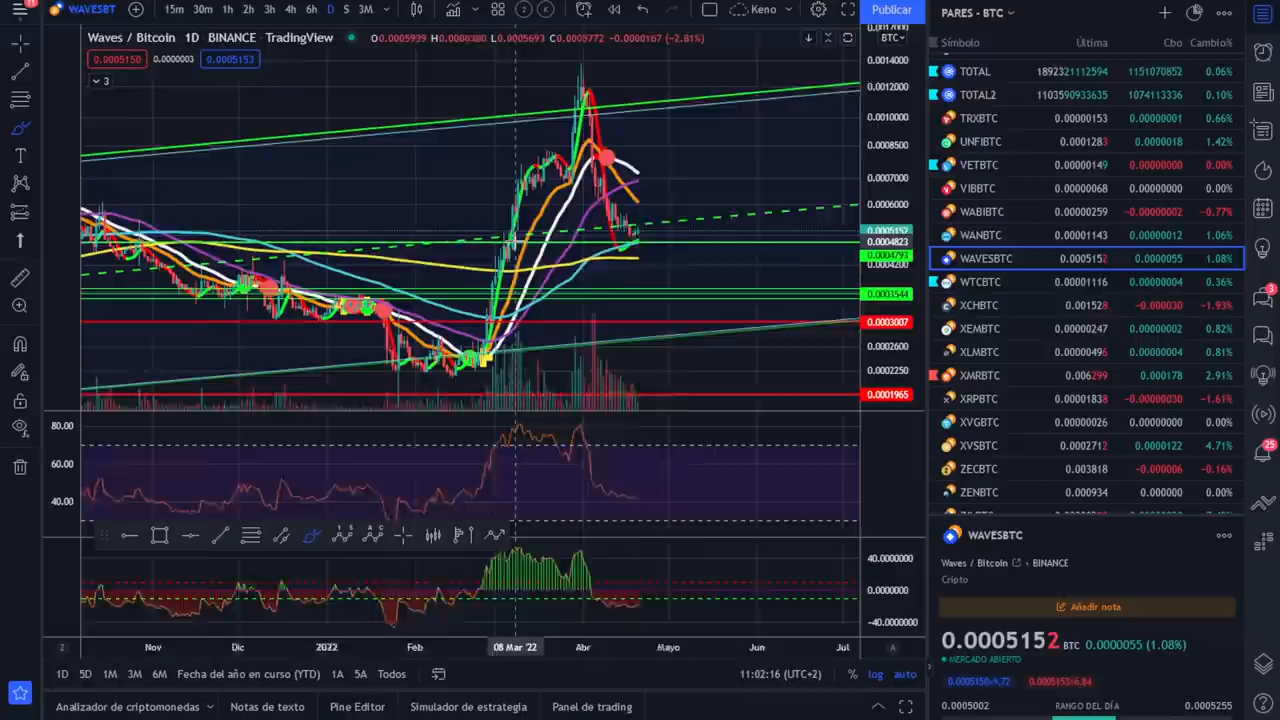 WAVESBT 15m 30m 1h 2h 3h 4h 6h D S 3M Keno Publicar
Waves / Bitcoin 1D BINANCE TradingView
0.0005150 0.0000003 0.0005153
3
BTC
0.0014000
0.0012000
0.0010000
0.0008500
0.0007000
0.0006000
0.0005152
0.0004823
0.0004793
0.0004200
0.0003544
0.0003007
0.0002600
0.0002250
0.0001965
80.00
60.00
40.00
40.0000000
0.0000000
-40.0000000
Z Nov Dic 2022 Feb 08 Mar '22 Abr Mayo Jun Jul A
1D 5D 1M 3M 6M Fecha del año en curso (YTD) 1A 5A Todos 11:02:16 (UTC+2) % log auto
Analizador de criptomonedas Notas de texto Pine Editor Simulador de estrategia Panel de trading
PARES - BTC
Símbolo Última Cbo Cambio%
TOTAL 1892321112594 1151070852 0.06%
TOTAL2 1103590933635 1074113336 0.10%
TRXBTC 0.00000153 0.00000001 0.66%
UNFIBTC 0.0001283 0.0000018 1.42%
VETBTC 0.00000149 0.00000000 0.00%
VIBBTC 0.00000068 0.00000000 0.00%
WABIBTC 0.00000259 -0.00000002 -0.77%
WANBTC 0.00001143 0.00000012 1.06%
WAVESBTC 0.0005152 0.0000055 1.08%
WTCBTC 0.00001116 0.00000004 0.36%
XCHBTC 0.001528 -0.000030 -1.93%
XEMBTC 0.00000247 0.00000002 0.82%
XLMBTC 0.00000496 0.00000004 0.81%
XMRBTC 0.006299 0.000178 2.91%
XRPBTC 0.00001838 -0.00000030 -1.61%
XVGBTC 0.00000026 0.00000000 0.00%
XVSBTC 0.0002712 0.0000122 4.71%
ZECBTC 0.003818 -0.000006 -0.16%
ZENBTC 0.000934 0.000000 0.00%
WAVESBTC
Waves / Bitcoin BINANCE
Cripto
Añadir nota
0.0005152 BTC 0.0000055 (1.08%)
MERCADO ABIERTO
0.0005002 RANGO DEL DÍA 0.0005255
3
25